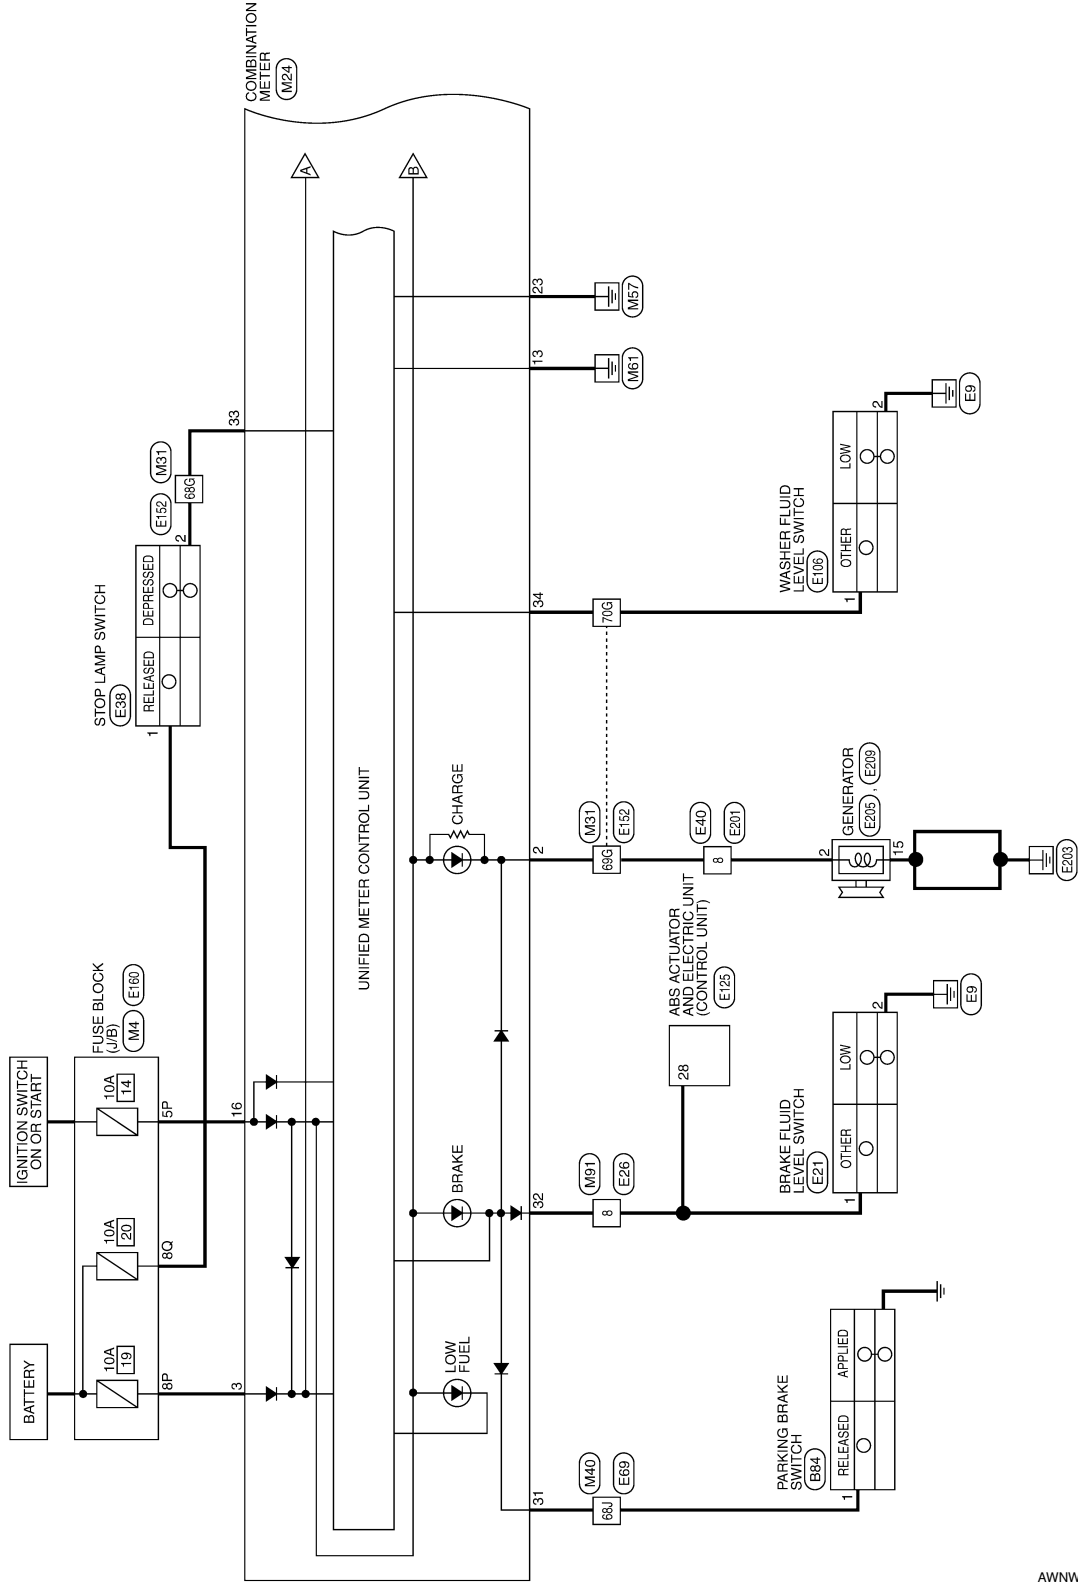 BATTERY
IGNITION SWITCH
ON OR START
10A
19
10A
20
10A
14
FUSE BLOCK
(J/B)
M4
E160
8P
8Q
5P
STOP LAMP SWITCH
E38
RELEASED
DEPRESSED
1
2
E152
M31
68G
3
16
33
COMBINATION
METER
M24
A
B
UNIFIED METER CONTROL UNIT
LOW
FUEL
BRAKE
CHARGE
31
32
2
34
13
23
M61
M57
M40
E69
68J
M91
E26
8
M31
E152
69G
70G
E40
E201
8
ABS ACTUATOR
AND ELECTRIC UNIT
(CONTROL UNIT)
E125
28
PARKING BRAKE
SWITCH
B84
RELEASED
APPLIED
1
BRAKE FLUID
LEVEL SWITCH
E21
OTHER
LOW
1
2
E9
GENERATOR
E205 , E209
2
15
E203
WASHER FLUID
LEVEL SWITCH
E106
OTHER
LOW
1
2
E9
AWNW